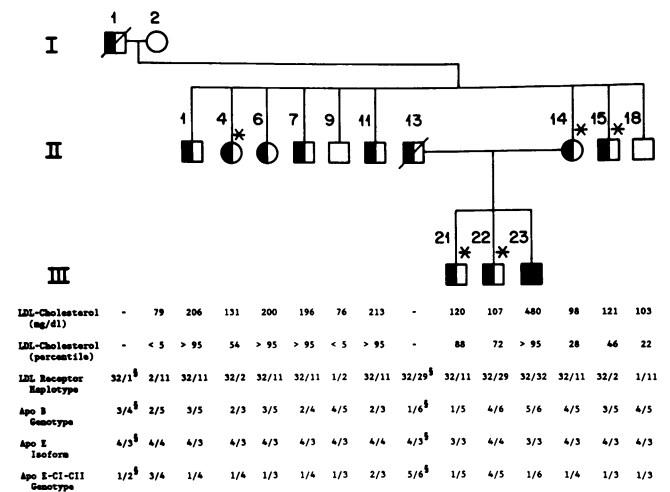 1 2
I
1 4 * 6 7 9 11 13 14 * 15 * 18
II
21 * 22 * 23
III
LDL-Cholesterol - 79 206 131 200 196 76 213 - 120 107 480 98 121 103
(mg/dl)
LDL-Cholesterol - < 5 > 95 54 > 95 > 95 < 5 > 95 - 88 72 > 95 28 46 22
(percentile)
LDL Receptor 32/1§ 2/11 32/11 32/2 32/11 32/11 1/2 32/11 32/29§ 32/11 32/29 32/32 32/11 32/2 1/11
Haplotype
Apo B 3/4§ 2/5 3/5 2/3 3/5 2/4 4/5 2/3 1/6§ 1/5 4/6 5/6 4/5 3/5 4/5
Genotype
Apo E 4/3§ 4/4 4/3 4/3 4/3 4/3 4/4 4/4 4/3§ 3/3 4/4 3/3 4/3 4/3 4/3
Isoform
Apo E-CI-CII 1/2§ 3/4 1/4 1/4 1/3 1/4 1/3 2/3 5/6§ 1/5 4/5 1/6 1/4 1/3 1/3
Genotype